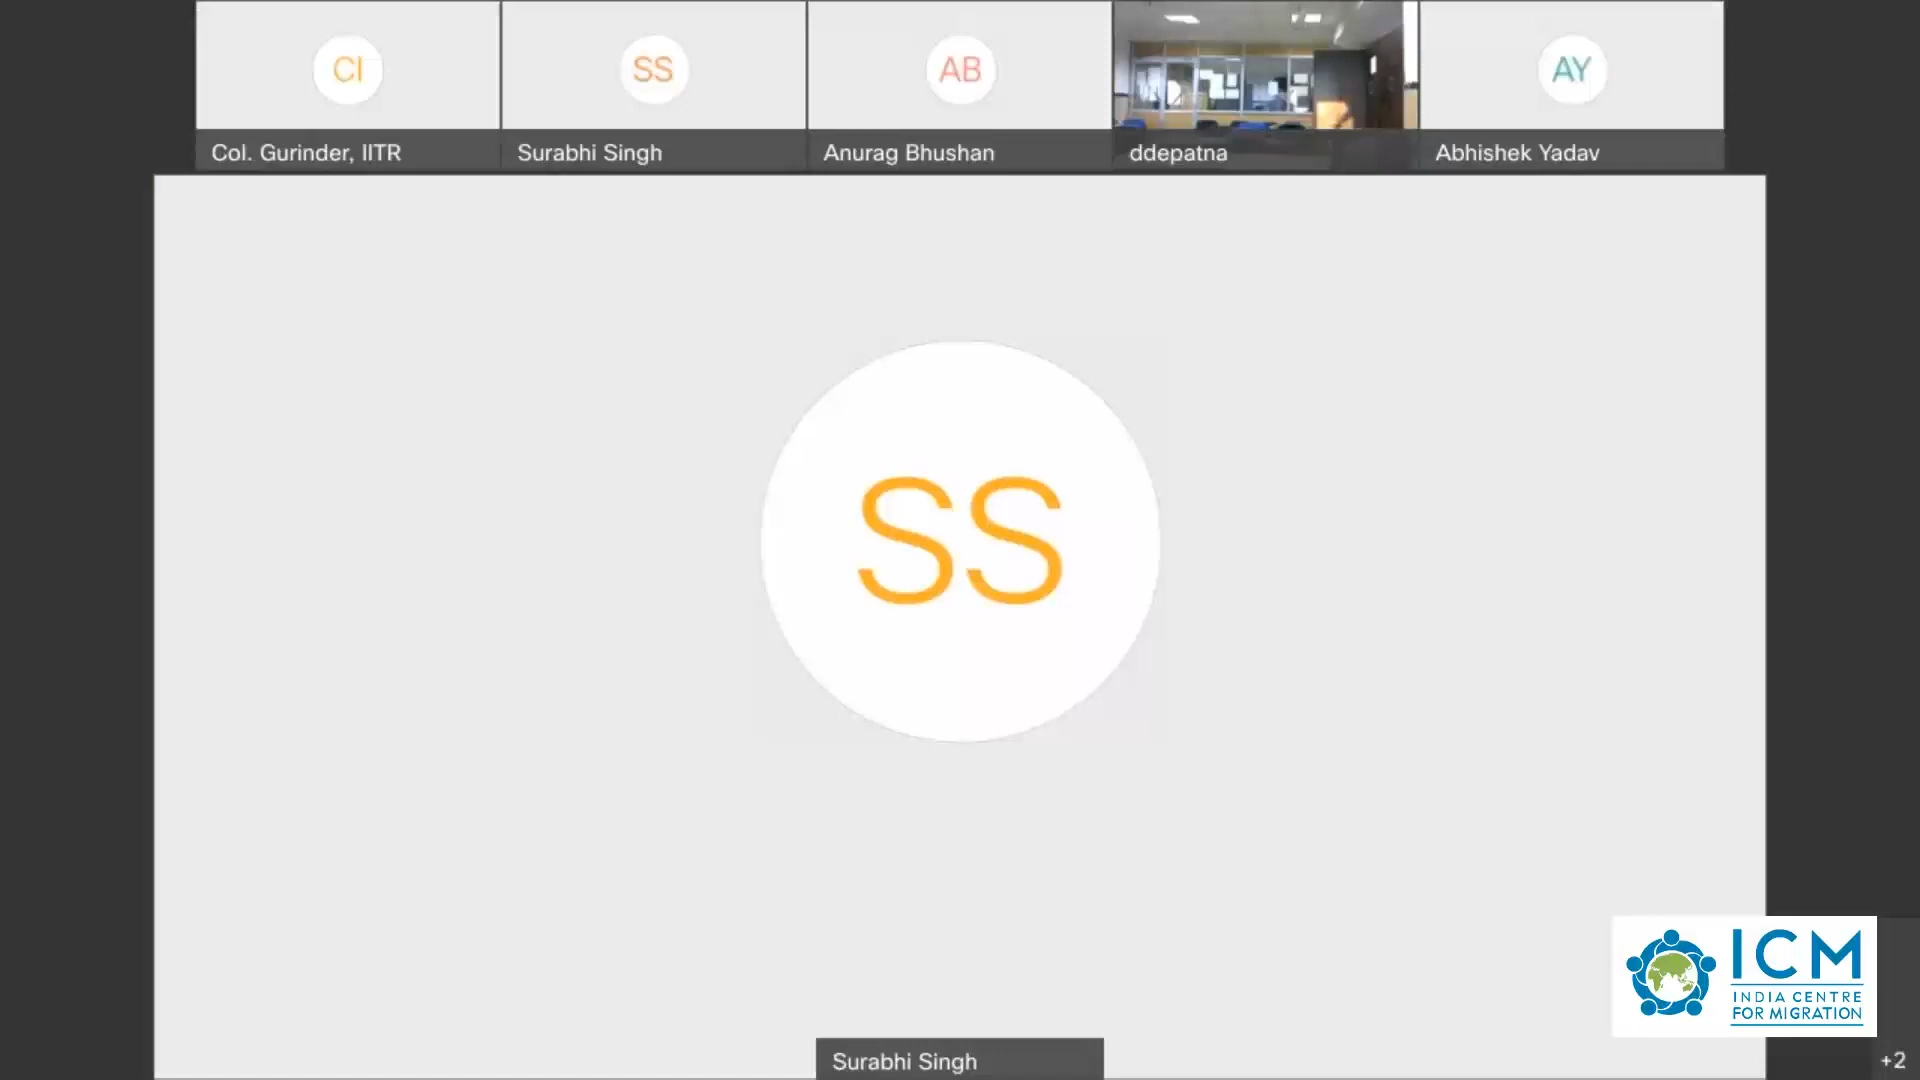 CI
SS
AB
AY
Col. Gurinder, IITR
Surabhi Singh
Anurag Bhushan
ddepatna
Abhishek Yadav
SS
ICM
INDIA CENTRE
FOR MIGRATION
Surabhi Singh
+2